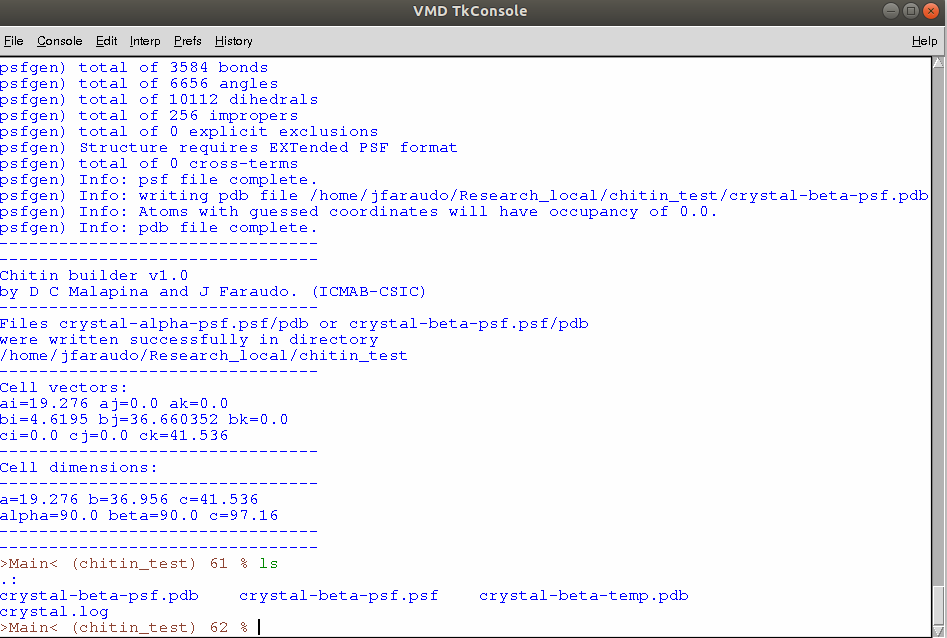 VMD TkConsole
File Console Edit Interp Prefs History Help
psfgen) total of 3584 bonds
psfgen) total of 6656 angles
psfgen) total of 10112 dihedrals
psfgen) total of 256 impropers
psfgen) total of 0 explicit exclusions
psfgen) Structure requires EXTended PSF format
psfgen) total of 0 cross-terms
psfgen) Info: psf file complete.
psfgen) Info: writing pdb file /home/jfaraudo/Research_local/chitin_test/crystal-beta-psf.pdb
psfgen) Info: Atoms with guessed coordinates will have occupancy of 0.0.
psfgen) Info: pdb file complete.
--------------------------------
--------------------------------
Chitin builder v1.0
by D C Malapina and J Faraudo. (ICMAB-CSIC)
--------------------------------
Files crystal-alpha-psf.psf/pdb or crystal-beta-psf.psf/pdb
were written successfully in directory
/home/jfaraudo/Research_local/chitin_test
--------------------------------
Cell vectors:
ai=19.276 aj=0.0 ak=0.0
bi=4.6195 bj=36.660352 bk=0.0
ci=0.0 cj=0.0 ck=41.536
--------------------------------
Cell dimensions:
--------------------------------
a=19.276 b=36.956 c=41.536
alpha=90.0 beta=90.0 c=97.16
--------------------------------
--------------------------------
>Main< (chitin_test) 61 % ls
.:
crystal-beta-psf.pdb    crystal-beta-psf.psf    crystal-beta-temp.pdb
crystal.log
>Main< (chitin_test) 62 %